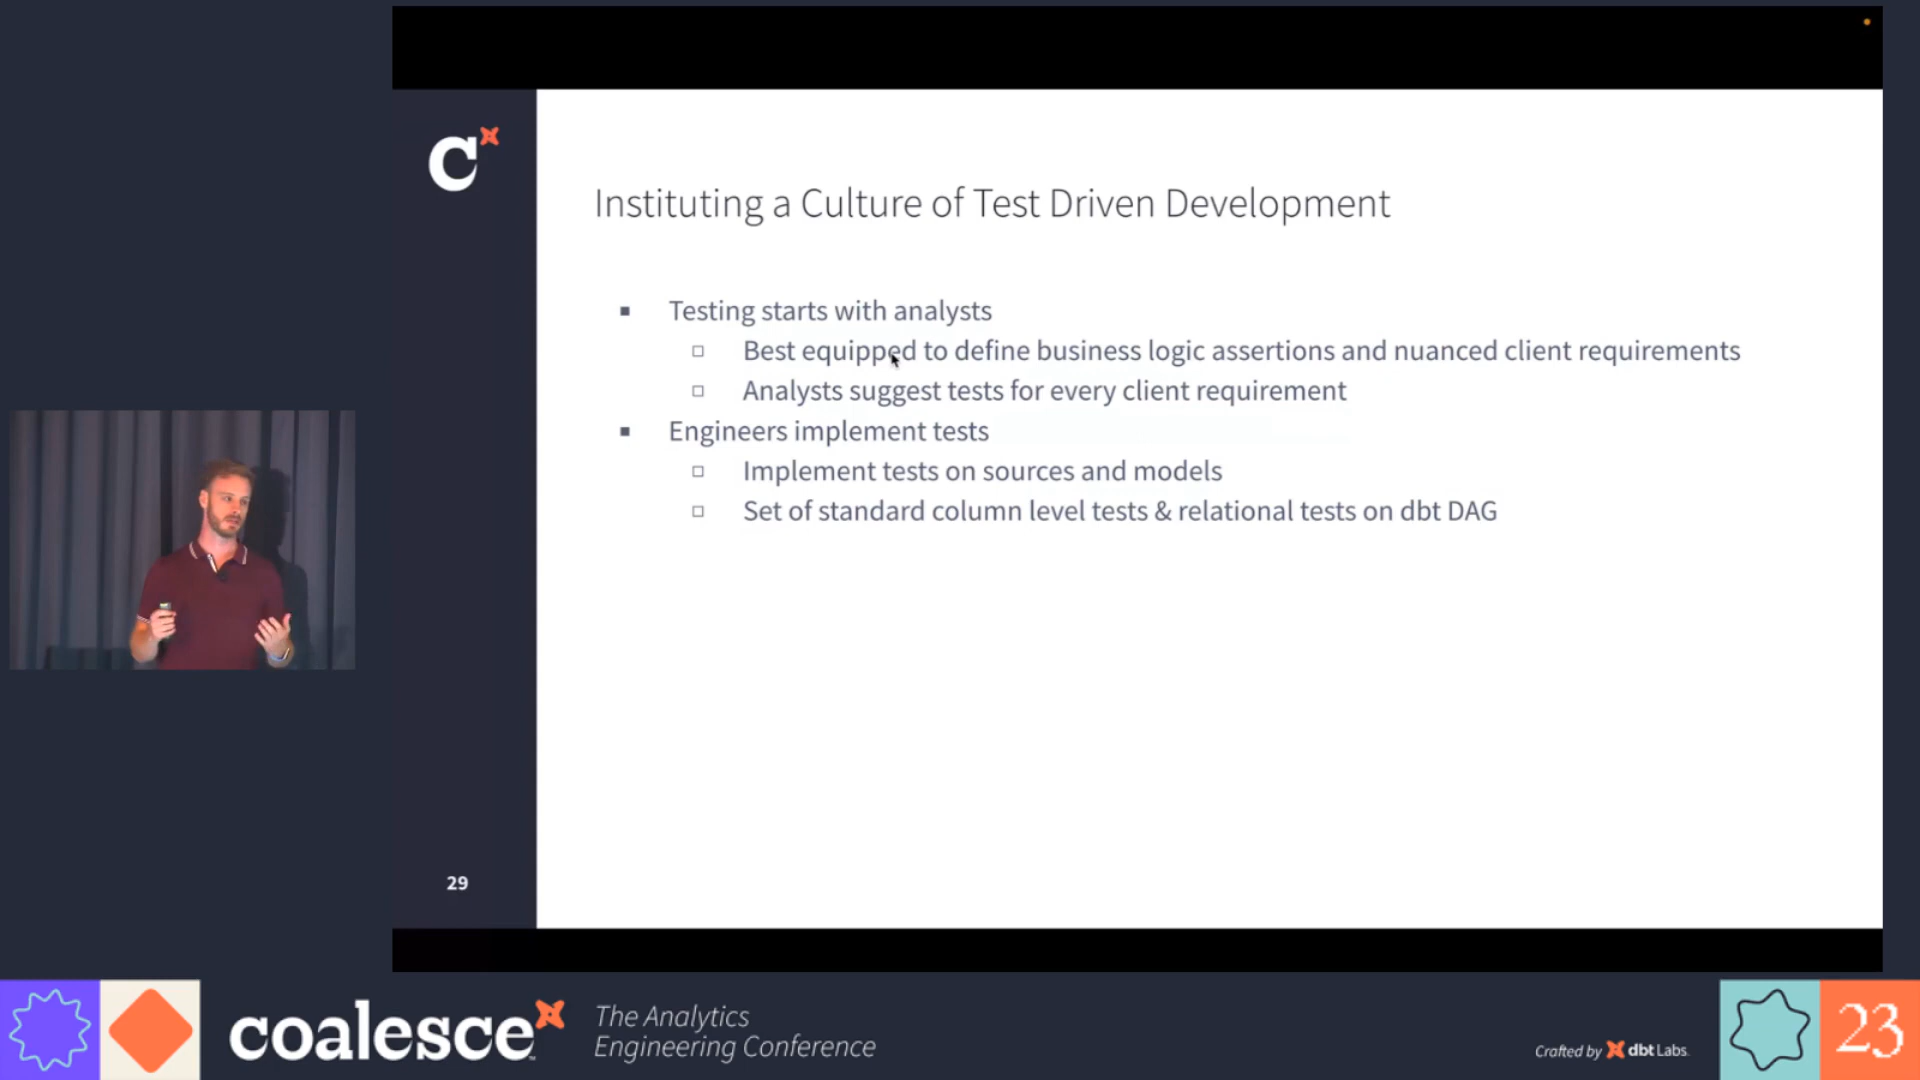 C
Instituting a Culture of Test Driven Development
Testing starts with analysts
Best equipped to define business logic assertions and nuanced client requirements
Analysts suggest tests for every client requirement
Engineers implement tests
Implement tests on sources and models
Set of standard column level tests & relational tests on dbt DAG
29
coalesce
The Analytics
Engineering Conference
Crafted by dbt Labs.
23